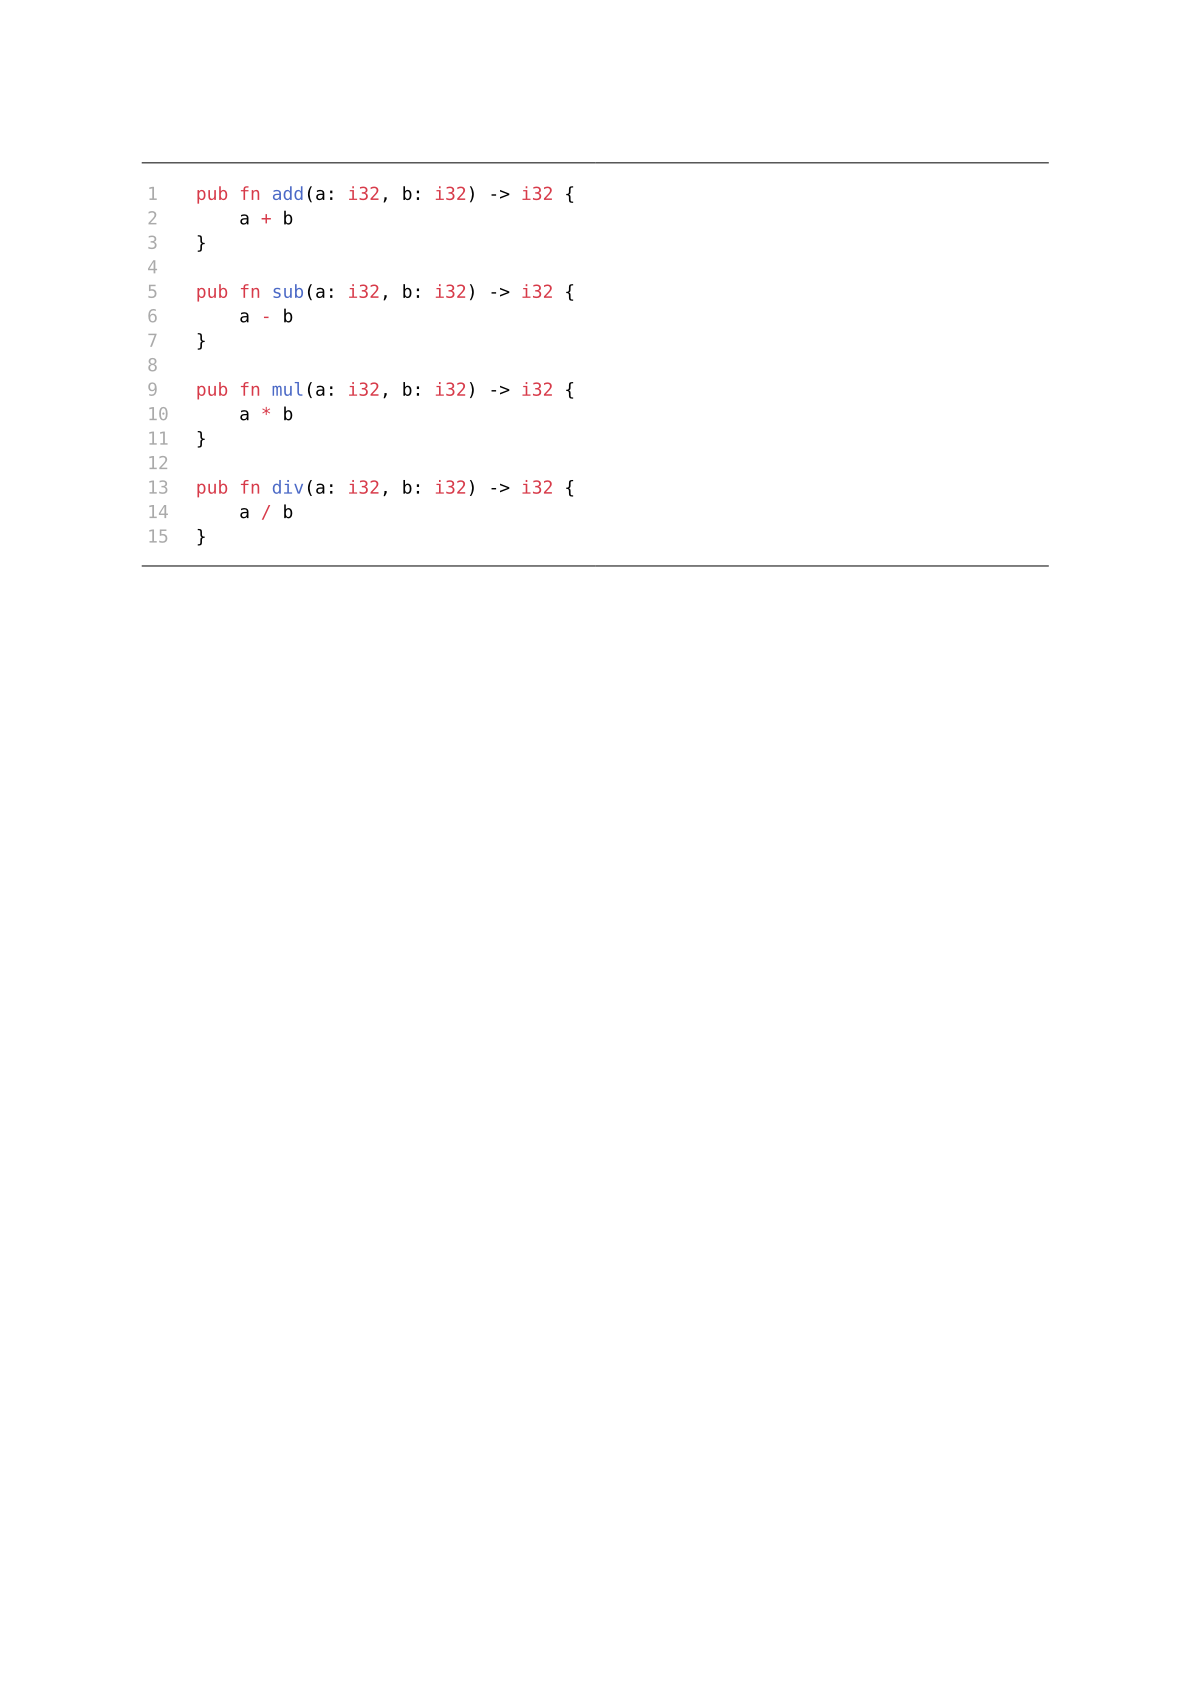 1 pub fn add(a: i32, b: i32) -> i32 {
2     a + b
3 }
4
5 pub fn sub(a: i32, b: i32) -> i32 {
6     a - b
7 }
8
9 pub fn mul(a: i32, b: i32) -> i32 {
10     a * b
11 }
12
13 pub fn div(a: i32, b: i32) -> i32 {
14     a / b
15 }